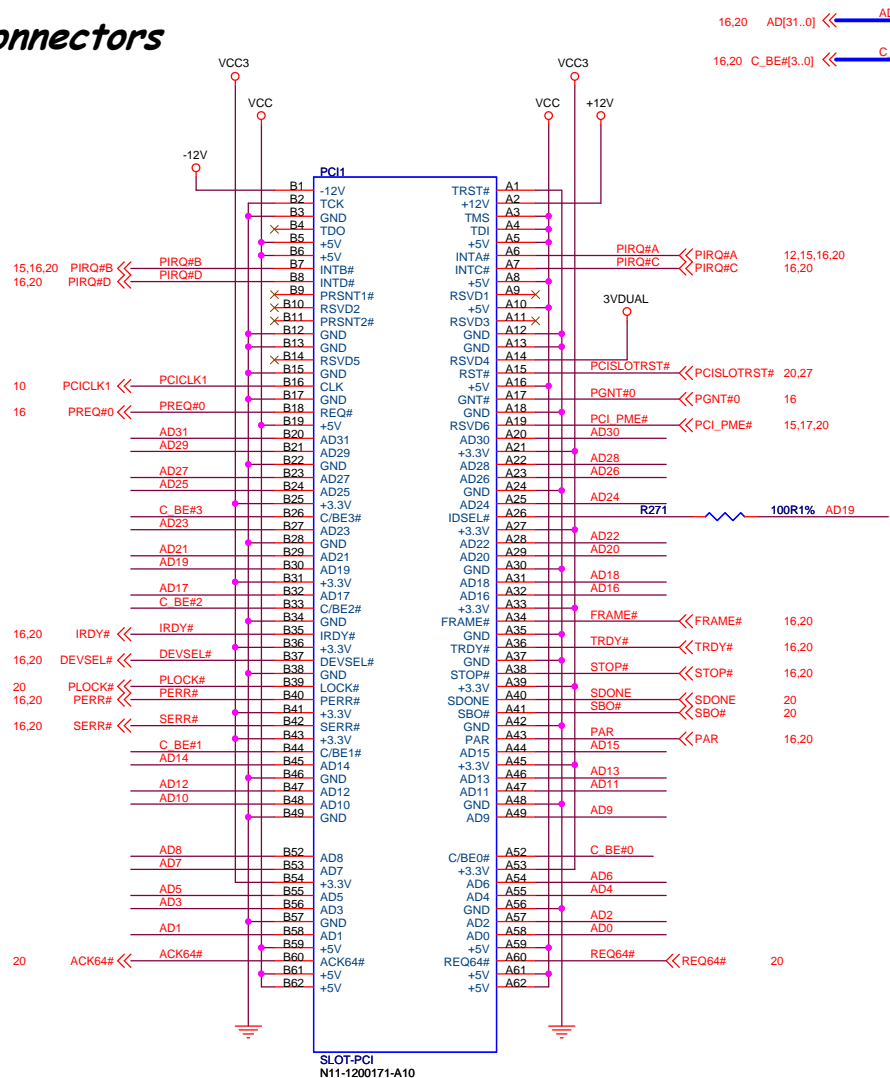 onnectors
16,20 AD[31..0] AD
16,20 C_BE#[3..0] C
VCC3 VCC3
VCC VCC +12V
-12V
PCI1
B1 -12V TRST# A1
B2 TCK +12V A2
B3 GND TMS A3
B4 TDO TDI A4
B5 +5V +5V A5
B6 +5V INTA# A6 PIRQ#A PIRQ#A 12,15,16,20
15,16,20 PIRQ#B PIRQ#B B7 INTB# INTC# A7 PIRQ#C PIRQ#C 16,20
16,20 PIRQ#D PIRQ#D B8 INTD# +5V A8
B9 PRSNT1# RSVD1 A9
B10 RSVD2 +5V A10
B11 PRSNT2# RSVD3 A11
3VDUAL
B12 GND GND A12
B13 GND GND A13
B14 RSVD5 RSVD4 A14
B15 GND RST# A15 PCISLOTRST# PCISLOTRST# 20,27
10 PCICLK1 PCICLK1 B16 CLK +5V A16
B17 GND GNT# A17 PGNT#0 PGNT#0 16
16 PREQ#0 PREQ#0 B18 REQ# GND A18
B19 +5V RSVD6 A19 PCI_PME# PCI_PME# 15,17,20
AD31 B20 AD31 AD30 A20 AD30
AD29 B21 AD29 +3.3V A21
B22 GND AD28 A22 AD28
AD27 B23 AD27 AD26 A23 AD26
AD25 B24 AD25 GND A24
B25 +3.3V AD24 A25 AD24
C_BE#3 B26 C/BE3# IDSEL# A26 R271 100R1% AD19
AD23 B27 AD23 +3.3V A27
B28 GND AD22 A28 AD22
AD21 B29 AD21 AD20 A29 AD20
AD19 B30 AD19 GND A30
B31 +3.3V AD18 A31 AD18
AD17 B32 AD17 AD16 A32 AD16
C_BE#2 B33 C/BE2# +3.3V A33
B34 GND FRAME# A34 FRAME# FRAME# 16,20
16,20 IRDY# IRDY# B35 IRDY# GND A35
B36 +3.3V TRDY# A36 TRDY# TRDY# 16,20
16,20 DEVSEL# DEVSEL# B37 DEVSEL# GND A37
B38 GND STOP# A38 STOP# STOP# 16,20
20 PLOCK# PLOCK# B39 LOCK# +3.3V A39
16,20 PERR# PERR# B40 PERR# SDONE A40 SDONE SDONE 20
B41 +3.3V SBO# A41 SBO# SBO# 20
16,20 SERR# SERR# B42 SERR# GND A42
B43 +3.3V PAR A43 PAR PAR 16,20
C_BE#1 B44 C/BE1# AD15 A44 AD15
AD14 B45 AD14 +3.3V A45
B46 GND AD13 A46 AD13
AD12 B47 AD12 AD11 A47 AD11
AD10 B48 AD10 GND A48
B49 GND AD9 A49 AD9
AD8 B52 AD8 C/BE0# A52 C_BE#0
AD7 B53 AD7 +3.3V A53
B54 +3.3V AD6 A54 AD6
AD5 B55 AD5 AD4 A55 AD4
AD3 B56 AD3 GND A56
B57 GND AD2 A57 AD2
AD1 B58 AD1 AD0 A58 AD0
B59 +5V +5V A59
20 ACK64# ACK64# B60 ACK64# REQ64# A60 REQ64# REQ64# 20
B61 +5V +5V A61
B62 +5V +5V A62
SLOT-PCI
N11-1200171-A10